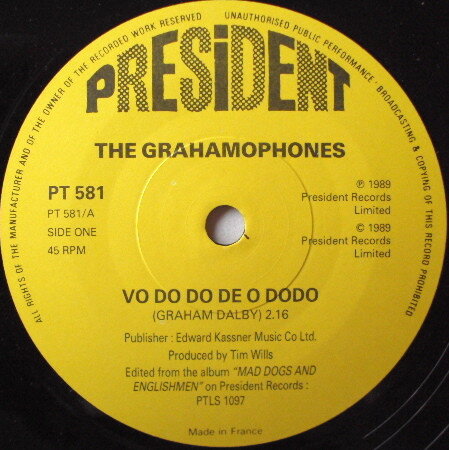 ALL RIGHTS OF THE MANUFACTURER AND OF THE OWNER OF THE RECORDED WORK RESERVED UNAUTHORISED PUBLIC PERFORMANCE, BROADCASTING & COPYING OF THIS RECORD PROHIBITED
PRESIDENT
THE GRAHAMOPHONES
PT 581
PT 581/A
SIDE ONE
45 RPM
℗ 1989
President Records
Limited
© 1989
President Records
Limited
VO DO DO DE O DODO
(GRAHAM DALBY) 2.16
Publisher : Edward Kassner Music Co Ltd.
Produced by Tim Wills
Edited from the album "MAD DOGS AND
ENGLISHMEN" on President Records :
PTLS 1097
Made in France